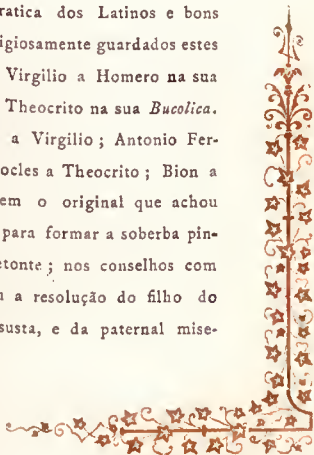 ratica dos Latinos e bons
igiosamente guardados estes
Virgilio a Homero na sua
Theocrito na sua Bucolica.
a Virgilio ; Antonio Fer-
ocles a Theocrito ; Bion a
em o original que achou
para formar a soberba pin-
etonte ; nos conselhos com
a resolução do filho do
susta, e da paternal mise-